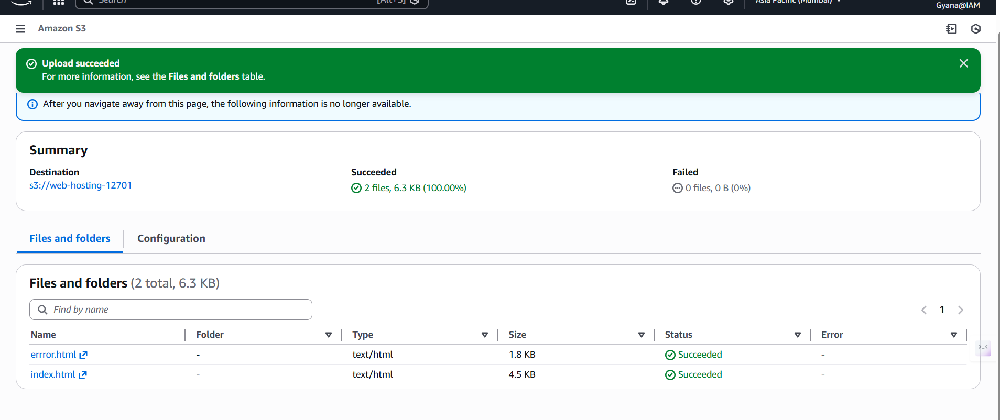 Search [Alt+S] Asia Pacific (Mumbai)
Gyana@IAM
Amazon S3
Upload succeeded
For more information, see the Files and folders table.
After you navigate away from this page, the following information is no longer available.
Summary
Destination Succeeded Failed
s3://web-hosting-12701 2 files, 6.3 KB (100.00%) 0 files, 0 B (0%)
Files and folders Configuration
Files and folders (2 total, 6.3 KB)
Find by name 1
Name Folder Type Size Status Error
errror.html - text/html 1.8 KB Succeeded -
index.html - text/html 4.5 KB Succeeded -